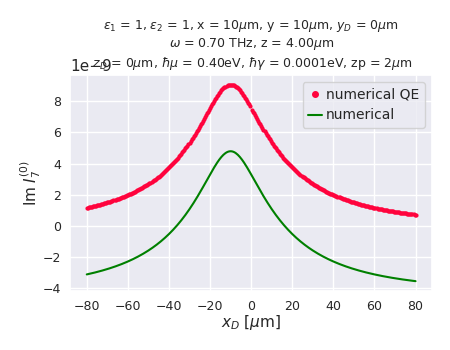 ε₁ = 1, ε₂ = 1, x = 10μm, y = 10μm, y_D = 0μm
ω = 0.70 THz, z = 4.00μm
z_D = 0μm, ħμ = 0.40eV, ħγ = 0.0001eV, zp = 2μm
1e−9
numerical QE
numerical
8
6
4
2
0
−2
−4
Im I₇⁽⁰⁾
−80 −60 −40 −20 0 20 40 60 80
x_D [μm]